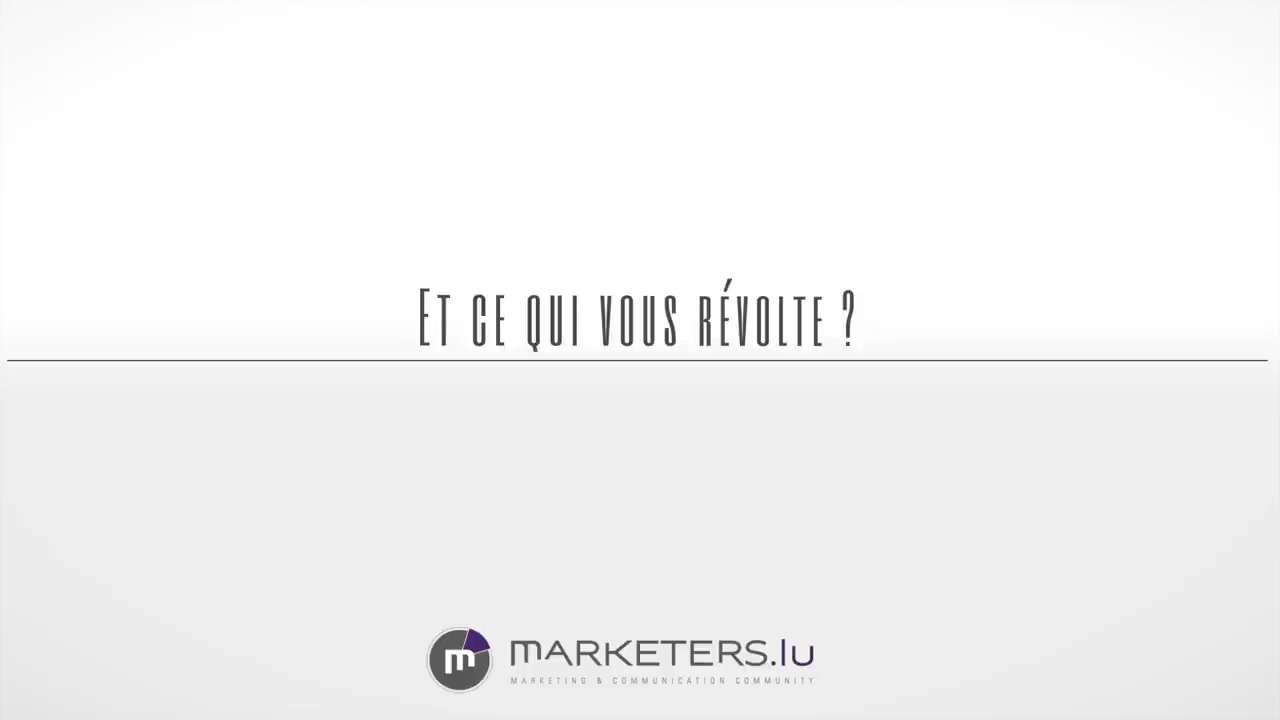 Et ce qui vous révolte ?
m MARKETERS.lu
MARKETING & COMMUNICATION COMMUNITY